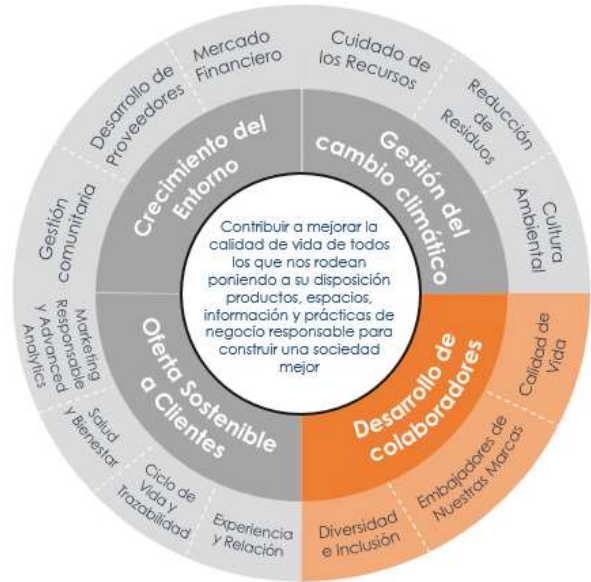 Mercado
Financiero
Cuidado de
los Recursos
Desarrollo de
Proveedores
Reducción
de
Residuos
Crecimiento del
Entorno
Gestión del
cambio climático
Gestión
comunitaria
Cultura
Ambiental
Contribuir a mejorar la
calidad de vida de todos
los que nos rodean
poniendo a su disposición
productos, espacios,
información y prácticas de
negocio responsable para
construir una sociedad
mejor
Marketing
Responsable
y Advanced
Analytics
Oferta Sostenible
a Clientes
Desarrollo de
colaboradores
Calidad de
Vida
Salud
y Bienestar
Ciclo de
Vida y
Trazabilidad
Experiencia
y Relación
Diversidad
e Inclusión
Embajadores de
Nuestras Marcas